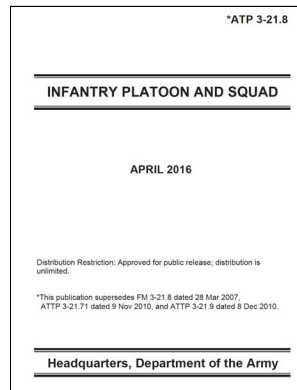 *ATP 3-21.8
INFANTRY PLATOON AND SQUAD
APRIL 2016
Distribution Restriction: Approved for public release; distribution is
unlimited.
*This publication supersedes FM 3-21.8 dated 28 Mar 2007,
ATTP 3-21.71 dated 9 Nov 2010, and ATTP 3-21.9 dated 8 Dec 2010.
Headquarters, Department of the Army